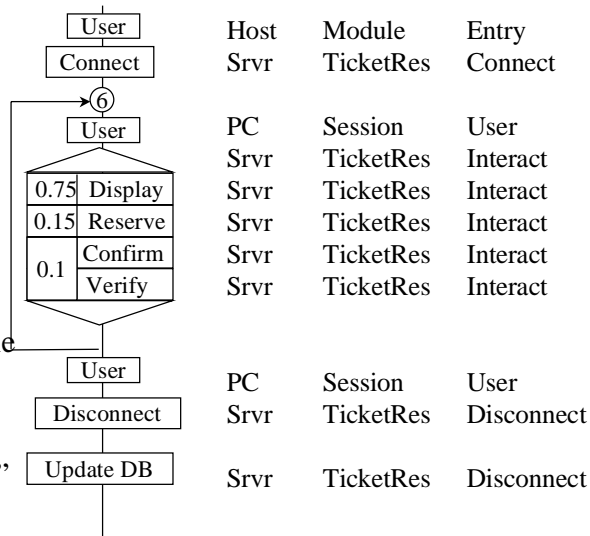 User
Host Module Entry
Connect
Srvr TicketRes Connect
6
User
PC Session User
Srvr TicketRes Interact
0.75 Display
Srvr TicketRes Interact
0.15 Reserve
Srvr TicketRes Interact
0.1
Confirm
Srvr TicketRes Interact
Verify
Srvr TicketRes Interact
User
PC Session User
Disconnect
Srvr TicketRes Disconnect
”
Update DB
Srvr TicketRes Disconnect